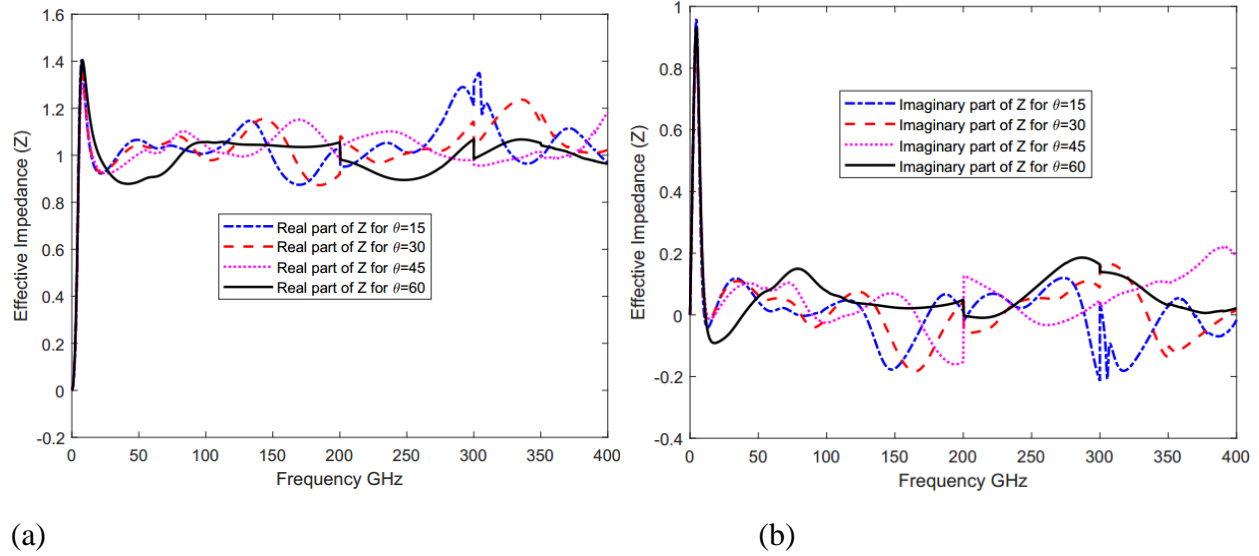 1.6
1.4
1.2
1
0.8
0.6
0.4
0.2
0
-0.2
0 50 100 150 200 250 300 350 400
Effective Impedance (Z)
Frequency GHz
Real part of Z for θ=15
Real part of Z for θ=30
Real part of Z for θ=45
Real part of Z for θ=60
(a)
1
0.8
0.6
0.4
0.2
0
-0.2
-0.4
0 50 100 150 200 250 300 350 400
Effective Impedance (Z)
Frequency GHz
Imaginary part of Z for θ=15
Imaginary part of Z for θ=30
Imaginary part of Z for θ=45
Imaginary part of Z for θ=60
(b)